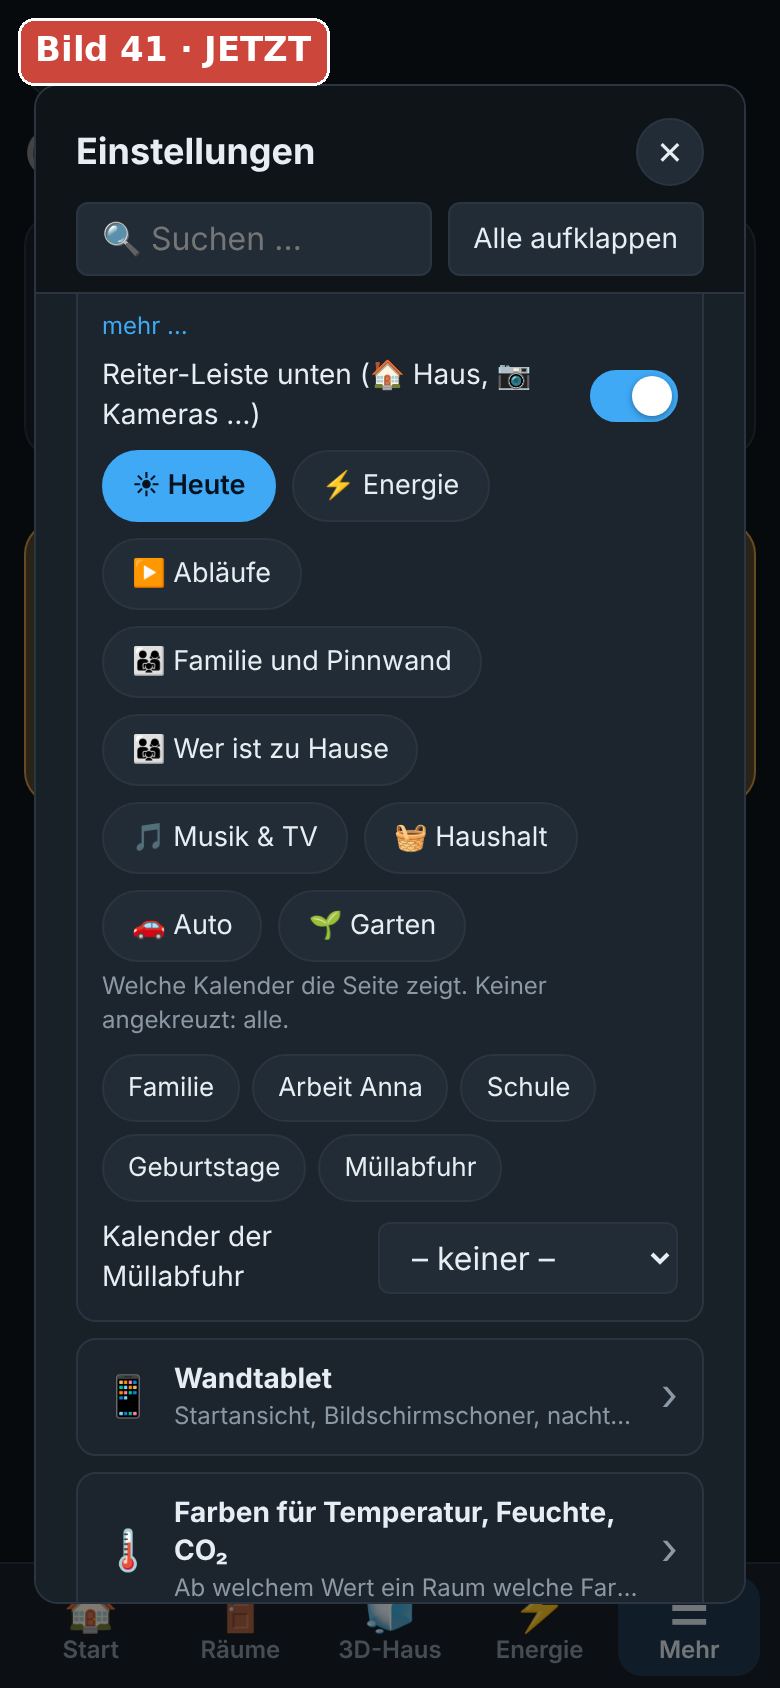 Bild 41 · JETZT
Einstellungen
✕
🔍 Suchen ...
Alle aufklappen
mehr ...
Reiter-Leiste unten (🏠 Haus, 📷
Kameras ...)
☀ Heute
⚡ Energie
▶️ Abläufe
👨‍👩‍👧 Familie und Pinnwand
👨‍👩‍👧 Wer ist zu Hause
🎵 Musik & TV
🧺 Haushalt
🚗 Auto
🌱 Garten
Welche Kalender die Seite zeigt. Keiner
angekreuzt: alle.
Familie
Arbeit Anna
Schule
Geburtstage
Müllabfuhr
Kalender der
Müllabfuhr
– keiner –
Wandtablet
Startansicht, Bildschirmschoner, nacht...
Farben für Temperatur, Feuchte,
CO₂
Ab welchem Wert ein Raum welche Far...
Start
Räume
3D-Haus
Energie
Mehr